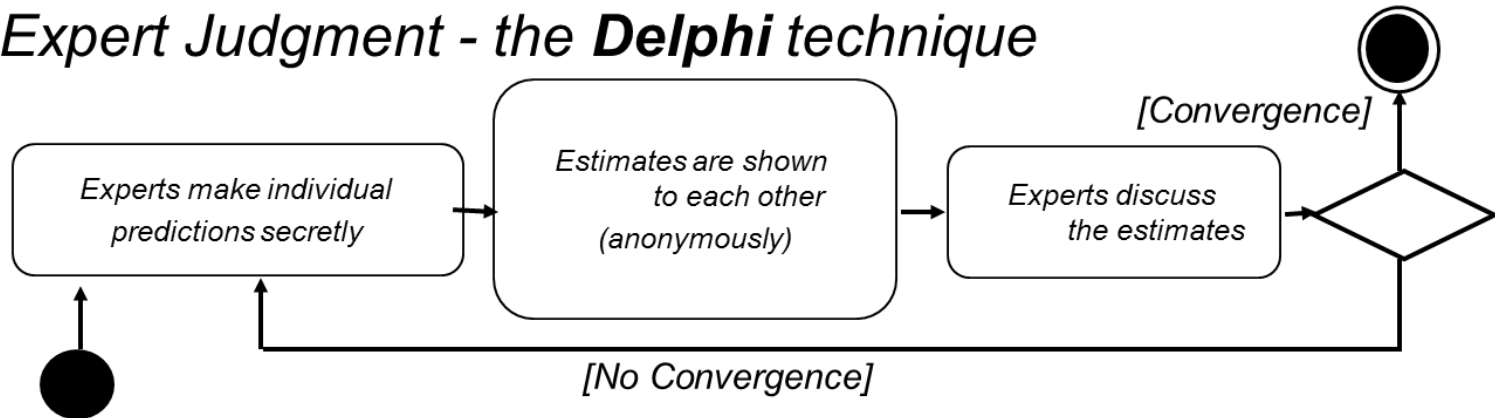 Expert Judgment - the Delphi technique
[Convergence]
Experts make individual
predictions secretly
Estimates are shown
to each other
(anonymously)
Experts discuss
the estimates
[No Convergence]